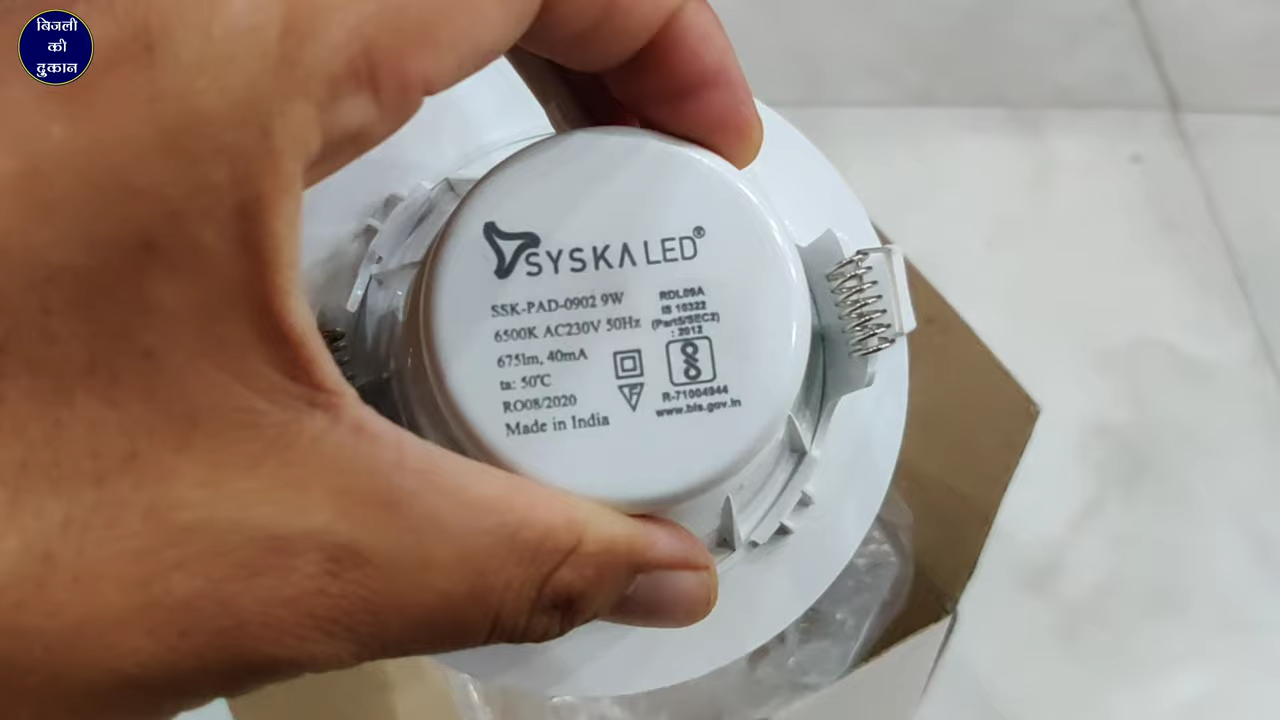 बिजली
की
दुकान
SYSKA LED®
SSK-PAD-0902 9W
6500K AC230V 50Hz
675lm, 40mA
ta: 50°C
RO08/2020
Made in India
RDL09A
IS 10322
(Part5/SEC2)
: 2012
F
R-71004944
www.bis.gov.in